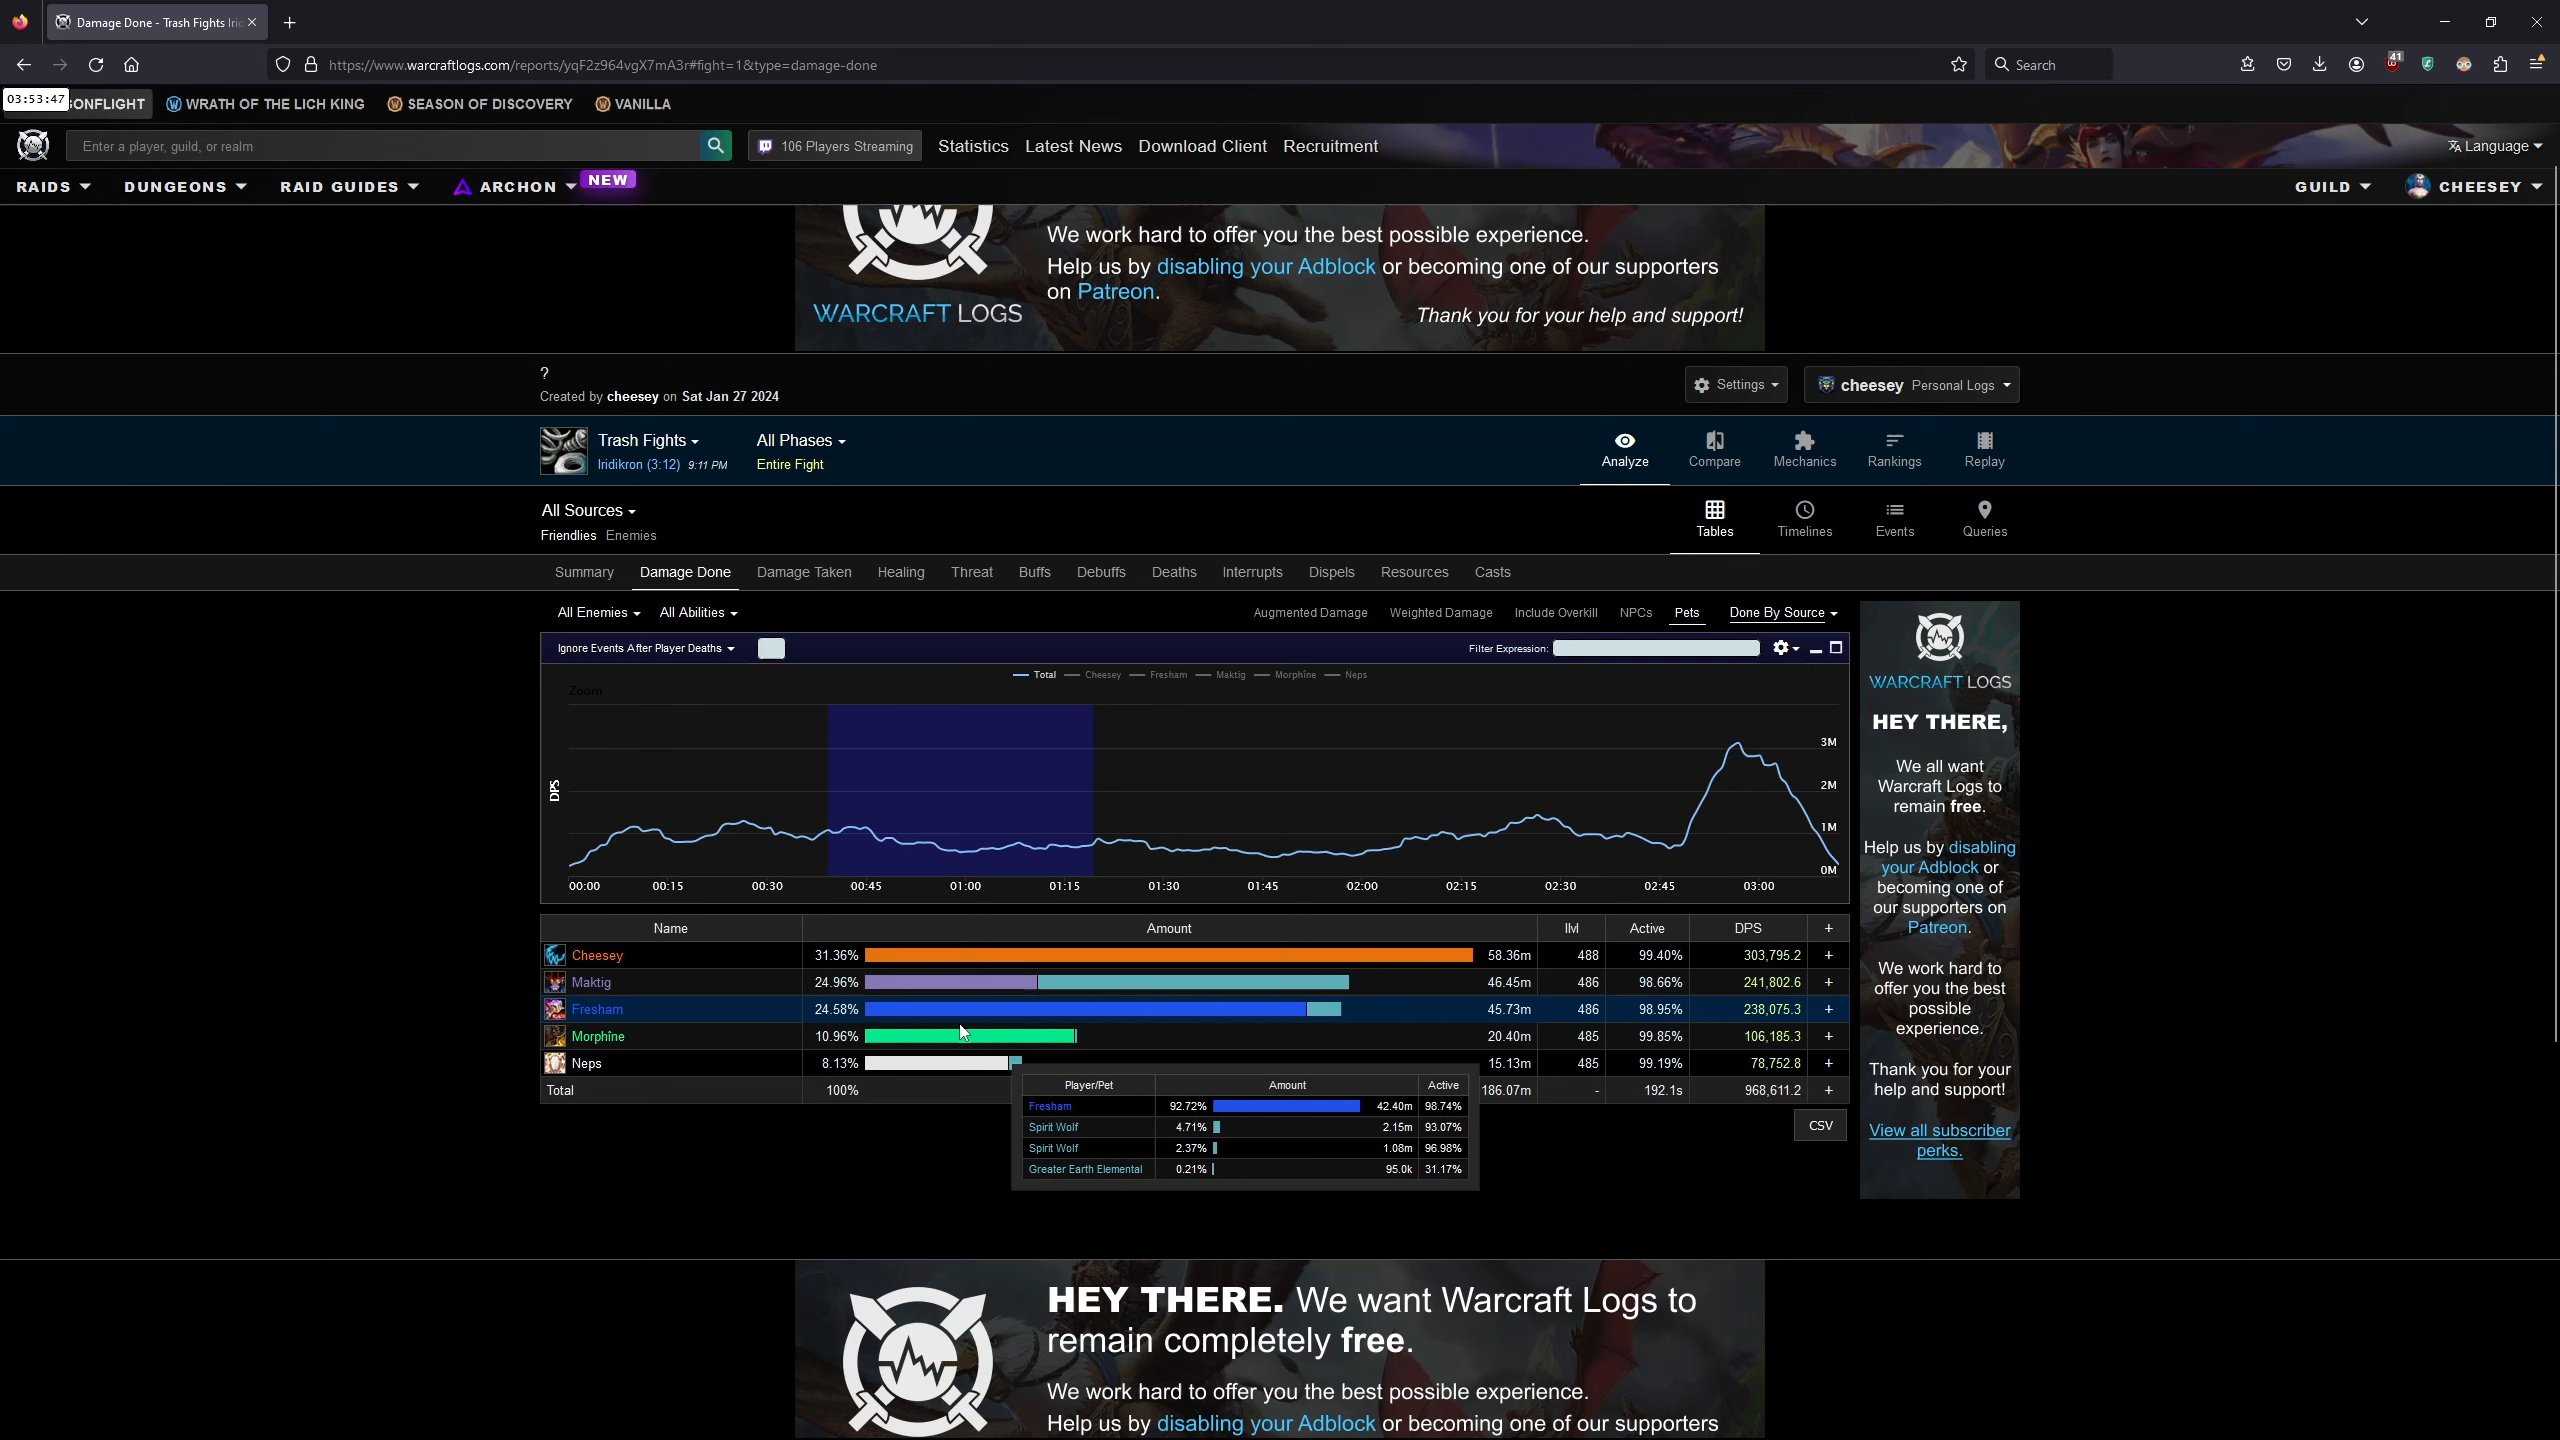 Damage Done - Trash Fights Irid
https://www.warcraftlogs.com/reports/yqF2z964vgX7mA3r#fight=1&type=damage-done
Search
41
03:53:47
ONFLIGHT WRATH OF THE LICH KING SEASON OF DISCOVERY VANILLA
Enter a player, guild, or realm
106 Players Streaming Statistics Latest News Download Client Recruitment
Language
RAIDS DUNGEONS RAID GUIDES ARCHON NEW GUILD CHEESEY
We work hard to offer you the best possible experience.
Help us by disabling your Adblock or becoming one of our supporters
on Patreon.
WARCRAFT LOGS
Thank you for your help and support!
?
Created by cheesey on Sat Jan 27 2024
Settings cheesey Personal Logs
Trash Fights All Phases
Iridikron (3:12) 9:11 PM Entire Fight
Analyze Compare Mechanics Rankings Replay
All Sources
Friendlies Enemies
Tables Timelines Events Queries
Summary Damage Done Damage Taken Healing Threat Buffs Debuffs Deaths Interrupts Dispels Resources Casts
All Enemies All Abilities Augmented Damage Weighted Damage Include Overkill NPCs Pets Done By Source
Ignore Events After Player Deaths Filter Expression:
Total Cheesey Fresham Maktig Morphîne Neps
Zoom
DPS
3M
2M
1M
0M
00:00 00:15 00:30 00:45 01:00 01:15 01:30 01:45 02:00 02:15 02:30 02:45 03:00
Name Amount Ilvl Active DPS +
Cheesey 31.36% 58.36m 488 99.40% 303,795.2 +
Maktig 24.96% 46.45m 486 98.66% 241,802.6 +
Fresham 24.58% 45.73m 486 98.95% 238,075.3 +
Morphîne 10.96% 20.40m 485 99.85% 106,185.3 +
Neps 8.13% 15.13m 485 99.19% 78,752.8 +
Total 100% 186.07m - 192.1s 968,611.2 +
Player/Pet Amount Active
Fresham 92.72% 42.40m 98.74%
Spirit Wolf 4.71% 2.15m 93.07%
Spirit Wolf 2.37% 1.08m 96.98%
Greater Earth Elemental 0.21% 95.0k 31.17%
CSV
WARCRAFT LOGS
HEY THERE,
We all want
Warcraft Logs to
remain free.
Help us by disabling
your Adblock or
becoming one of
our supporters on
Patreon.
We work hard to
offer you the best
possible
experience.
Thank you for your
help and support!
View all subscriber
perks.
HEY THERE. We want Warcraft Logs to
remain completely free.
We work hard to offer you the best possible experience.
Help us by disabling your Adblock or becoming one of our supporters